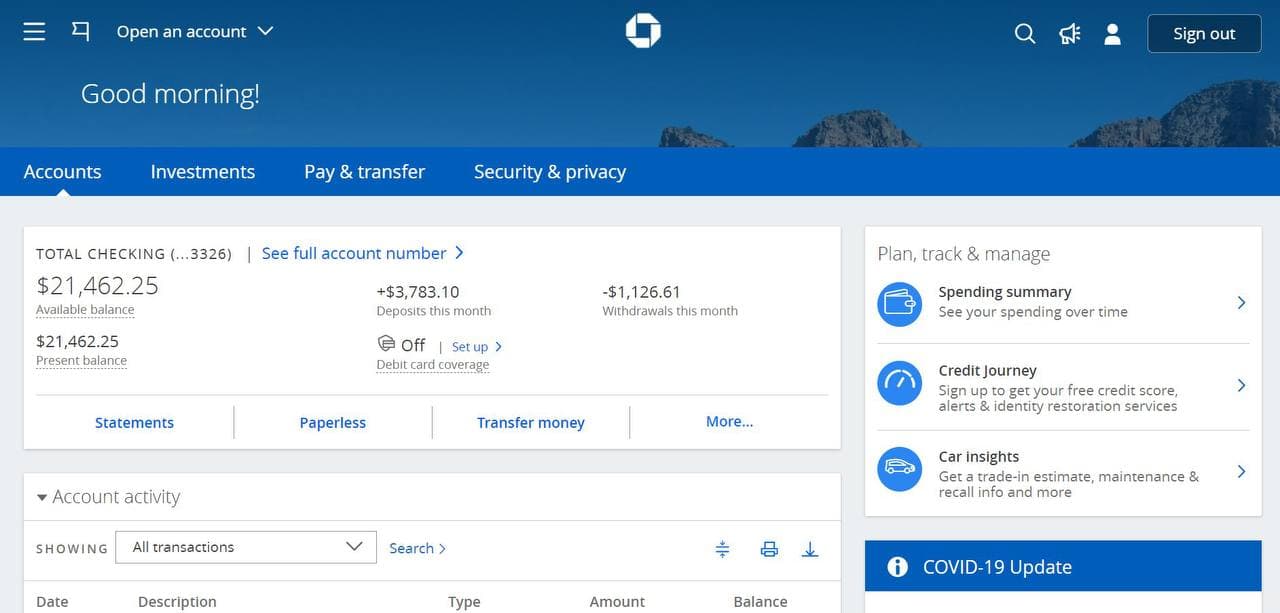 Open an account
Sign out
Good morning!
Accounts Investments Pay & transfer Security & privacy
TOTAL CHECKING (...3326) | See full account number
$21,462.25
Available balance
$21,462.25
Present balance
+$3,783.10
Deposits this month
Off | Set up
Debit card coverage
-$1,126.61
Withdrawals this month
Statements Paperless Transfer money More...
Account activity
SHOWING All transactions Search
Date Description Type Amount Balance
Plan, track & manage
Spending summary
See your spending over time
Credit Journey
Sign up to get your free credit score,
alerts & identity restoration services
Car insights
Get a trade-in estimate, maintenance &
recall info and more
COVID-19 Update